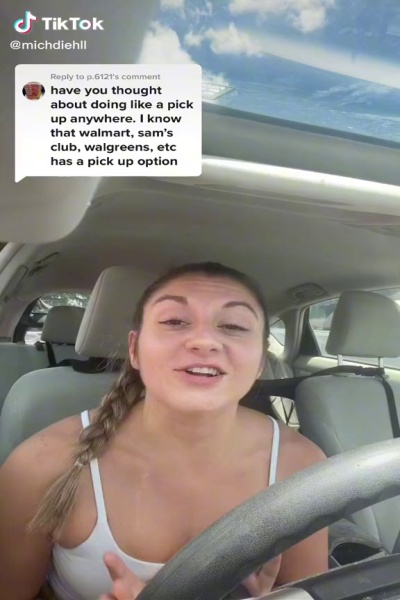 TikTok
@michdiehll
Reply to p.6121's comment
have you thought
about doing like a pick
up anywhere. I know
that walmart, sam's
club, walgreens, etc
has a pick up option